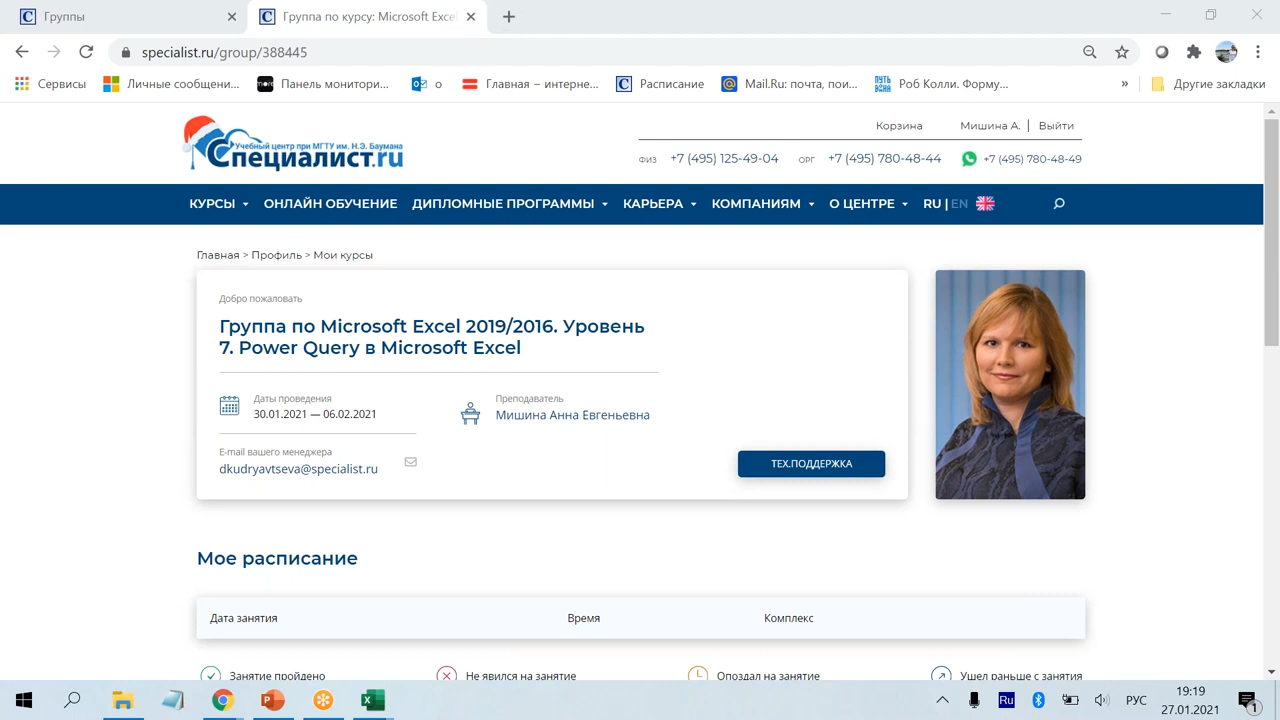 Группы
Группа по курсу: Microsoft Exce
specialist.ru/group/388445
Сервисы
Личные сообщени...
Панель монитори...
о
Главная – интерне...
Расписание
Mail.Ru: почта, пои...
Роб Колли. Форму...
»
Другие закладки
Учебный центр при МГТУ им. Н.Э. Баумана
Специалист.ru
Корзина
Мишина А. | Выйти
ФИЗ +7 (495) 125-49-04
ОРГ +7 (495) 780-48-44
+7 (495) 780-48-49
КУРСЫ
ОНЛАЙН ОБУЧЕНИЕ
ДИПЛОМНЫЕ ПРОГРАММЫ
КАРЬЕРА
КОМПАНИЯМ
О ЦЕНТРЕ
RU | EN
Главная > Профиль > Мои курсы
Добро пожаловать
Группа по Microsoft Excel 2019/2016. Уровень
7. Power Query в Microsoft Excel
Даты проведения
30.01.2021 — 06.02.2021
Преподаватель
Мишина Анна Евгеньевна
E-mail вашего менеджера
dkudryavtseva@specialist.ru
ТЕХ.ПОДДЕРЖКА
Мое расписание
Дата занятия
Время
Комплекс
Занятие пройдено
Не явился на занятие
Опоздал на занятие
Ушел раньше с занятия
Ru
РУС
19:19
27.01.2021
1